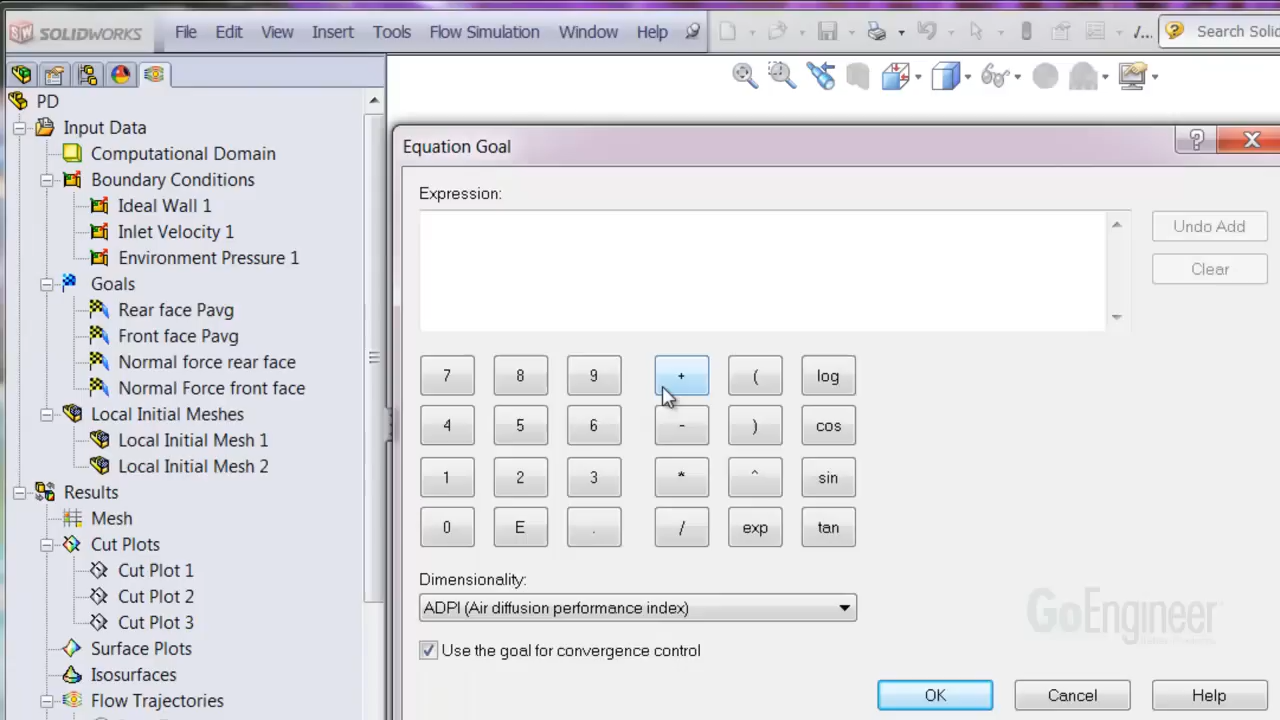 SOLIDWORKS File Edit View Insert Tools Flow Simulation Window Help /... Search Solid
PD
Input Data
Computational Domain
Boundary Conditions
Ideal Wall 1
Inlet Velocity 1
Environment Pressure 1
Goals
Rear face Pavg
Front face Pavg
Normal force rear face
Normal Force front face
Local Initial Meshes
Local Initial Mesh 1
Local Initial Mesh 2
Results
Mesh
Cut Plots
Cut Plot 1
Cut Plot 2
Cut Plot 3
Surface Plots
Isosurfaces
Flow Trajectories
Equation Goal
Expression:
Undo Add
Clear
7 8 9 + ( log
4 5 6 - ) cos
1 2 3 * ^ sin
0 E . / exp tan
Dimensionality:
ADPI (Air diffusion performance index)
Use the goal for convergence control
GoEngineer
OK Cancel Help